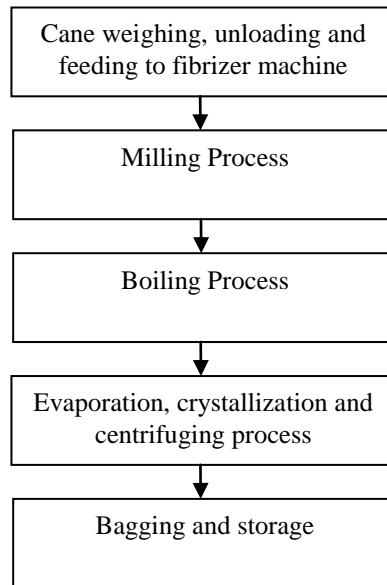 Cane weighing, unloading and
feeding to fibrizer machine
Milling Process
Boiling Process
Evaporation, crystallization and
centrifuging process
Bagging and storage